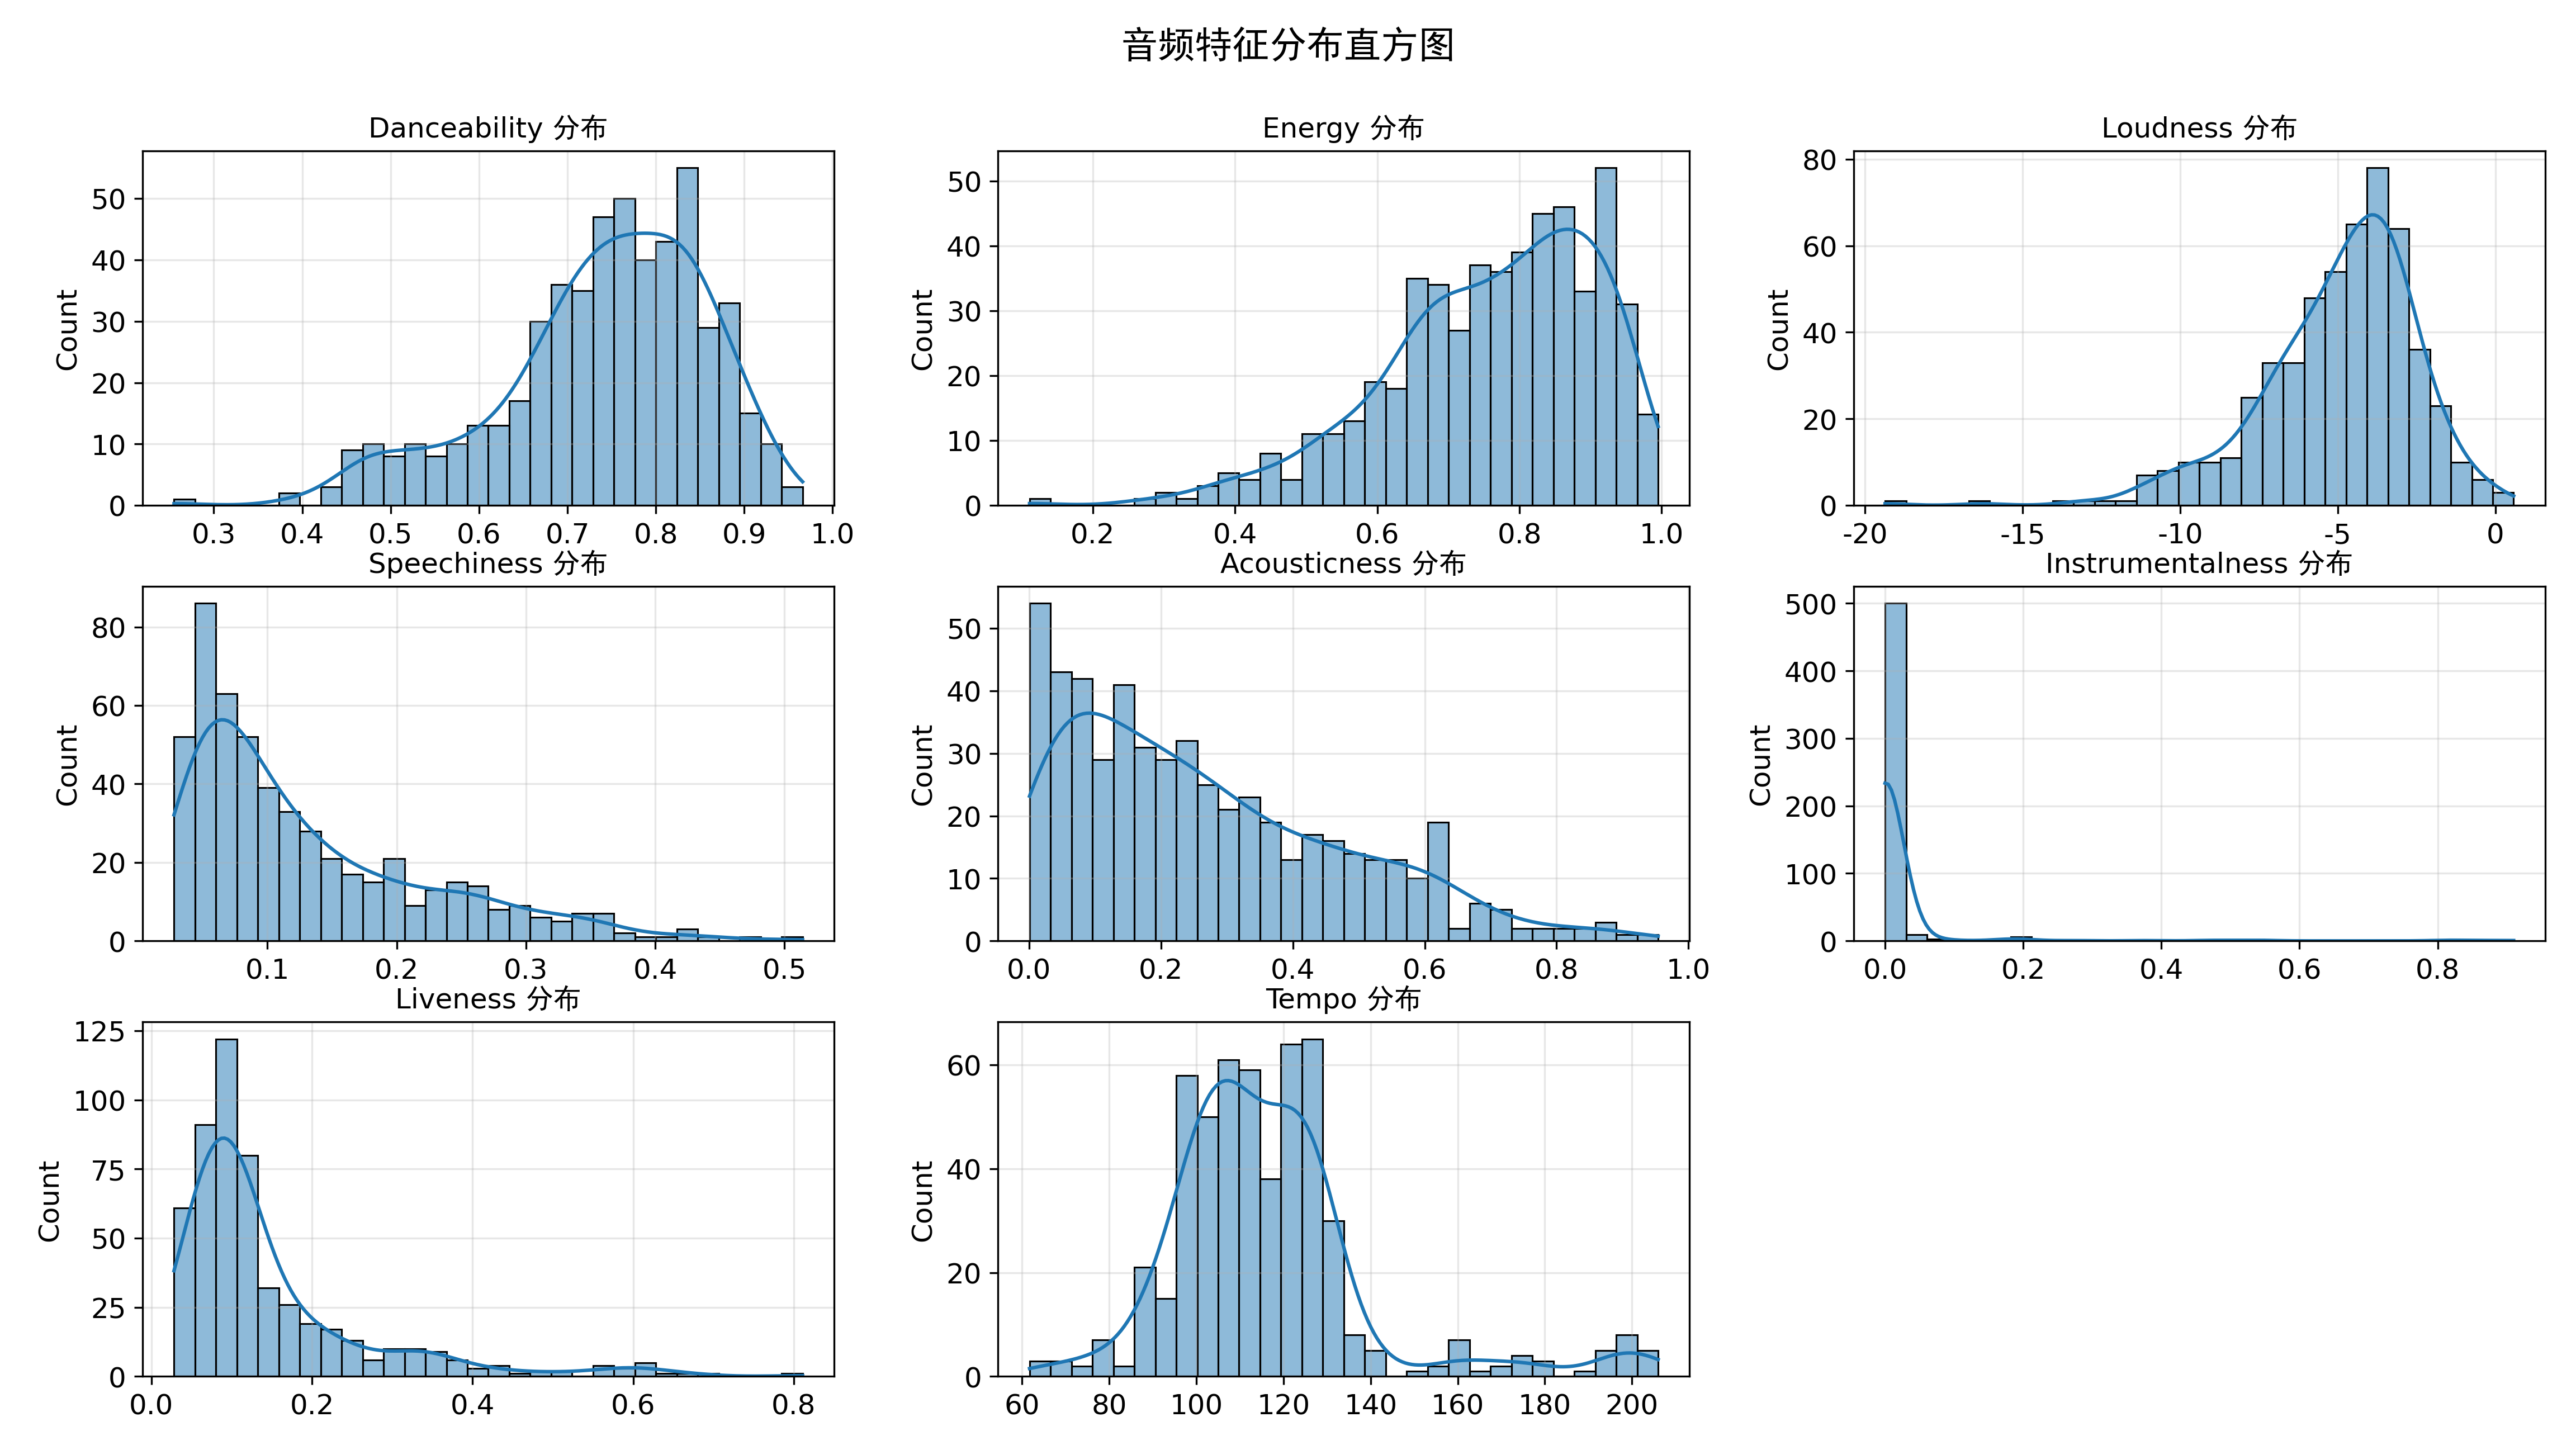 音频特征分布直方图
Danceability 分布
Count
50
40
30
20
10
0
0.3 0.4 0.5 0.6 0.7 0.8 0.9 1.0
Energy 分布
Count
50
40
30
20
10
0
0.2 0.4 0.6 0.8 1.0
Loudness 分布
Count
80
60
40
20
0
-20 -15 -10 -5 0
Speechiness 分布
Count
80
60
40
20
0
0.1 0.2 0.3 0.4 0.5
Acousticness 分布
Count
50
40
30
20
10
0
0.0 0.2 0.4 0.6 0.8 1.0
Instrumentalness 分布
Count
500
400
300
200
100
0
0.0 0.2 0.4 0.6 0.8
Liveness 分布
Count
125
100
75
50
25
0
0.0 0.2 0.4 0.6 0.8
Tempo 分布
Count
60
40
20
0
60 80 100 120 140 160 180 200